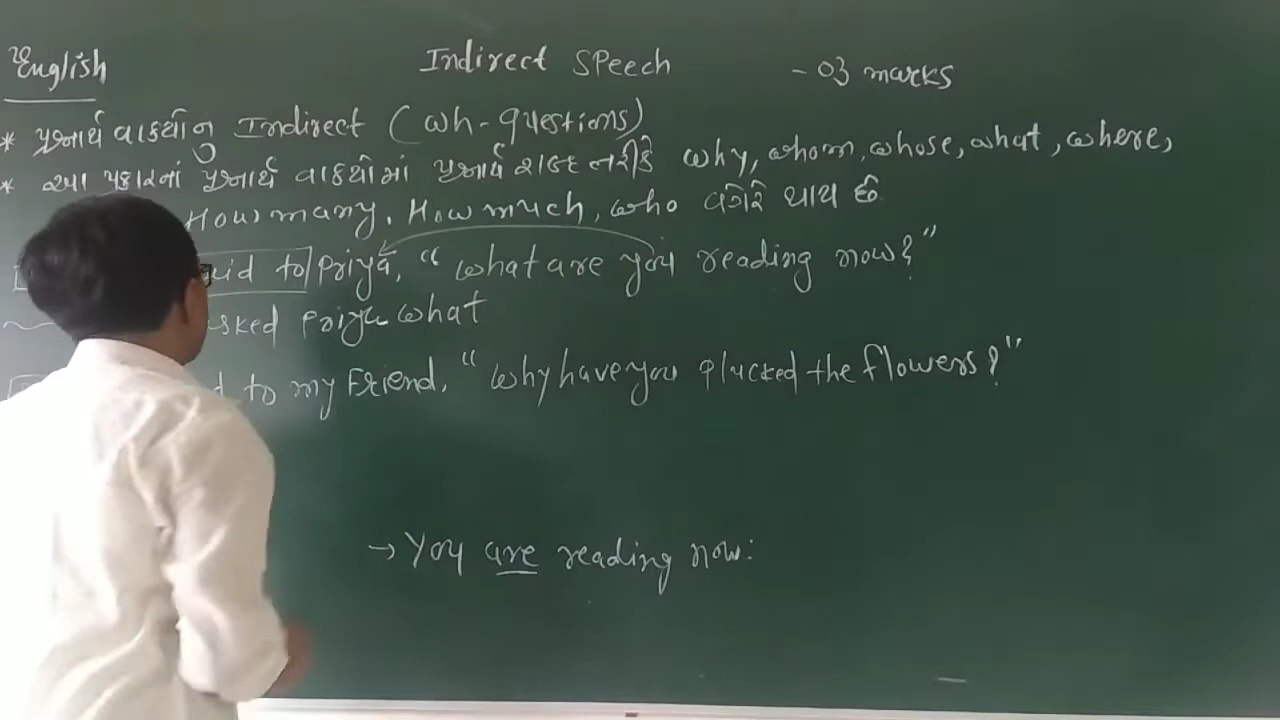 English
Indirect Speech
- 03 marks
* પ્રશ્નાર્થ વાક્યોનું Indirect (wh-questions)
* આ પ્રકારનાં પ્રશ્નાર્થ વાક્યોમાં પ્રશ્નાર્થ શબ્દ તરીકે why, whom, whose, what, where,
How many, How much, who વગેરે થાય છે
said to Priya, "what are you reading now?"
asked Priya what
to my Friend, "why have you plucked the flowers?"
→ You are reading now.